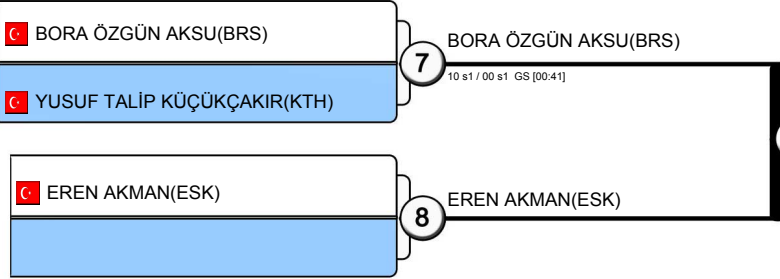 BORA ÖZGÜN AKSU(BRS)
YUSUF TALİP KÜÇÜKÇAKIR(KTH)
7
BORA ÖZGÜN AKSU(BRS)
10 s1 / 00 s1 GS [00:41]
EREN AKMAN(ESK)
8
EREN AKMAN(ESK)